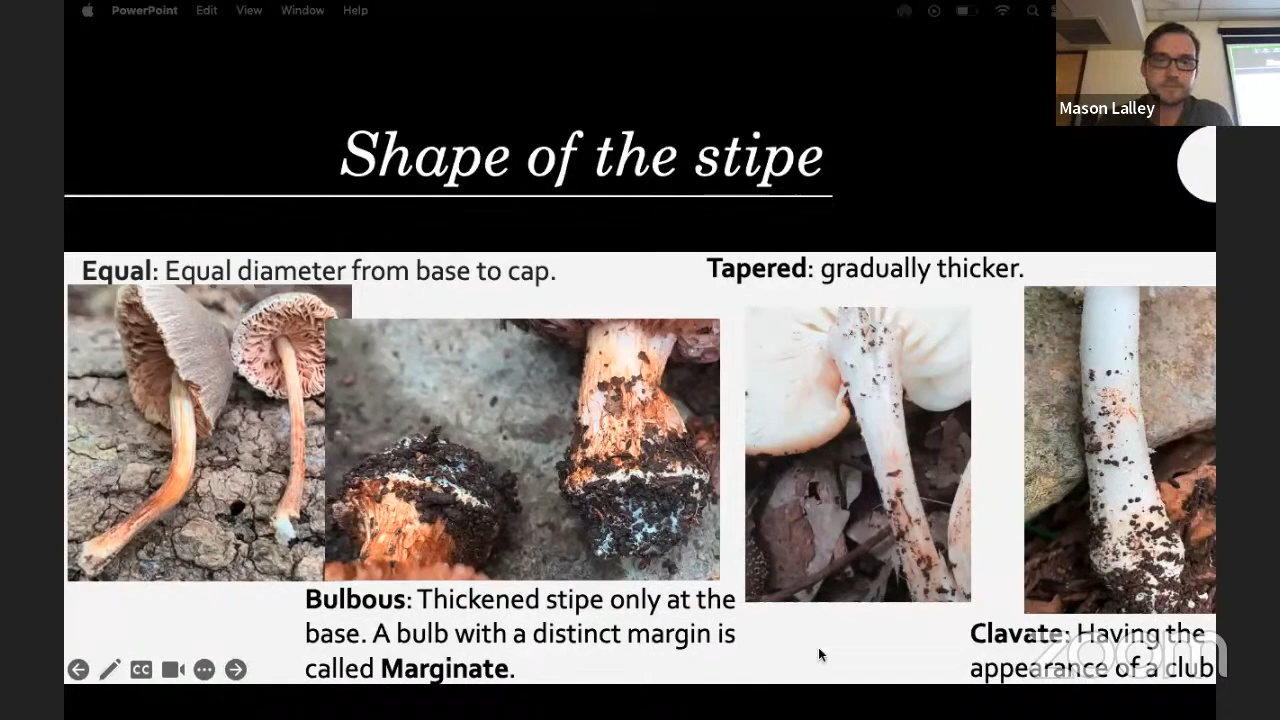 PowerPoint Edit View Window Help
Mason Lalley
Shape of the stipe
Equal: Equal diameter from base to cap.
Tapered: gradually thicker.
Bulbous: Thickened stipe only at the
base. A bulb with a distinct margin is
called Marginate.
Clavate: Having the
appearance of a club
CC
zoom